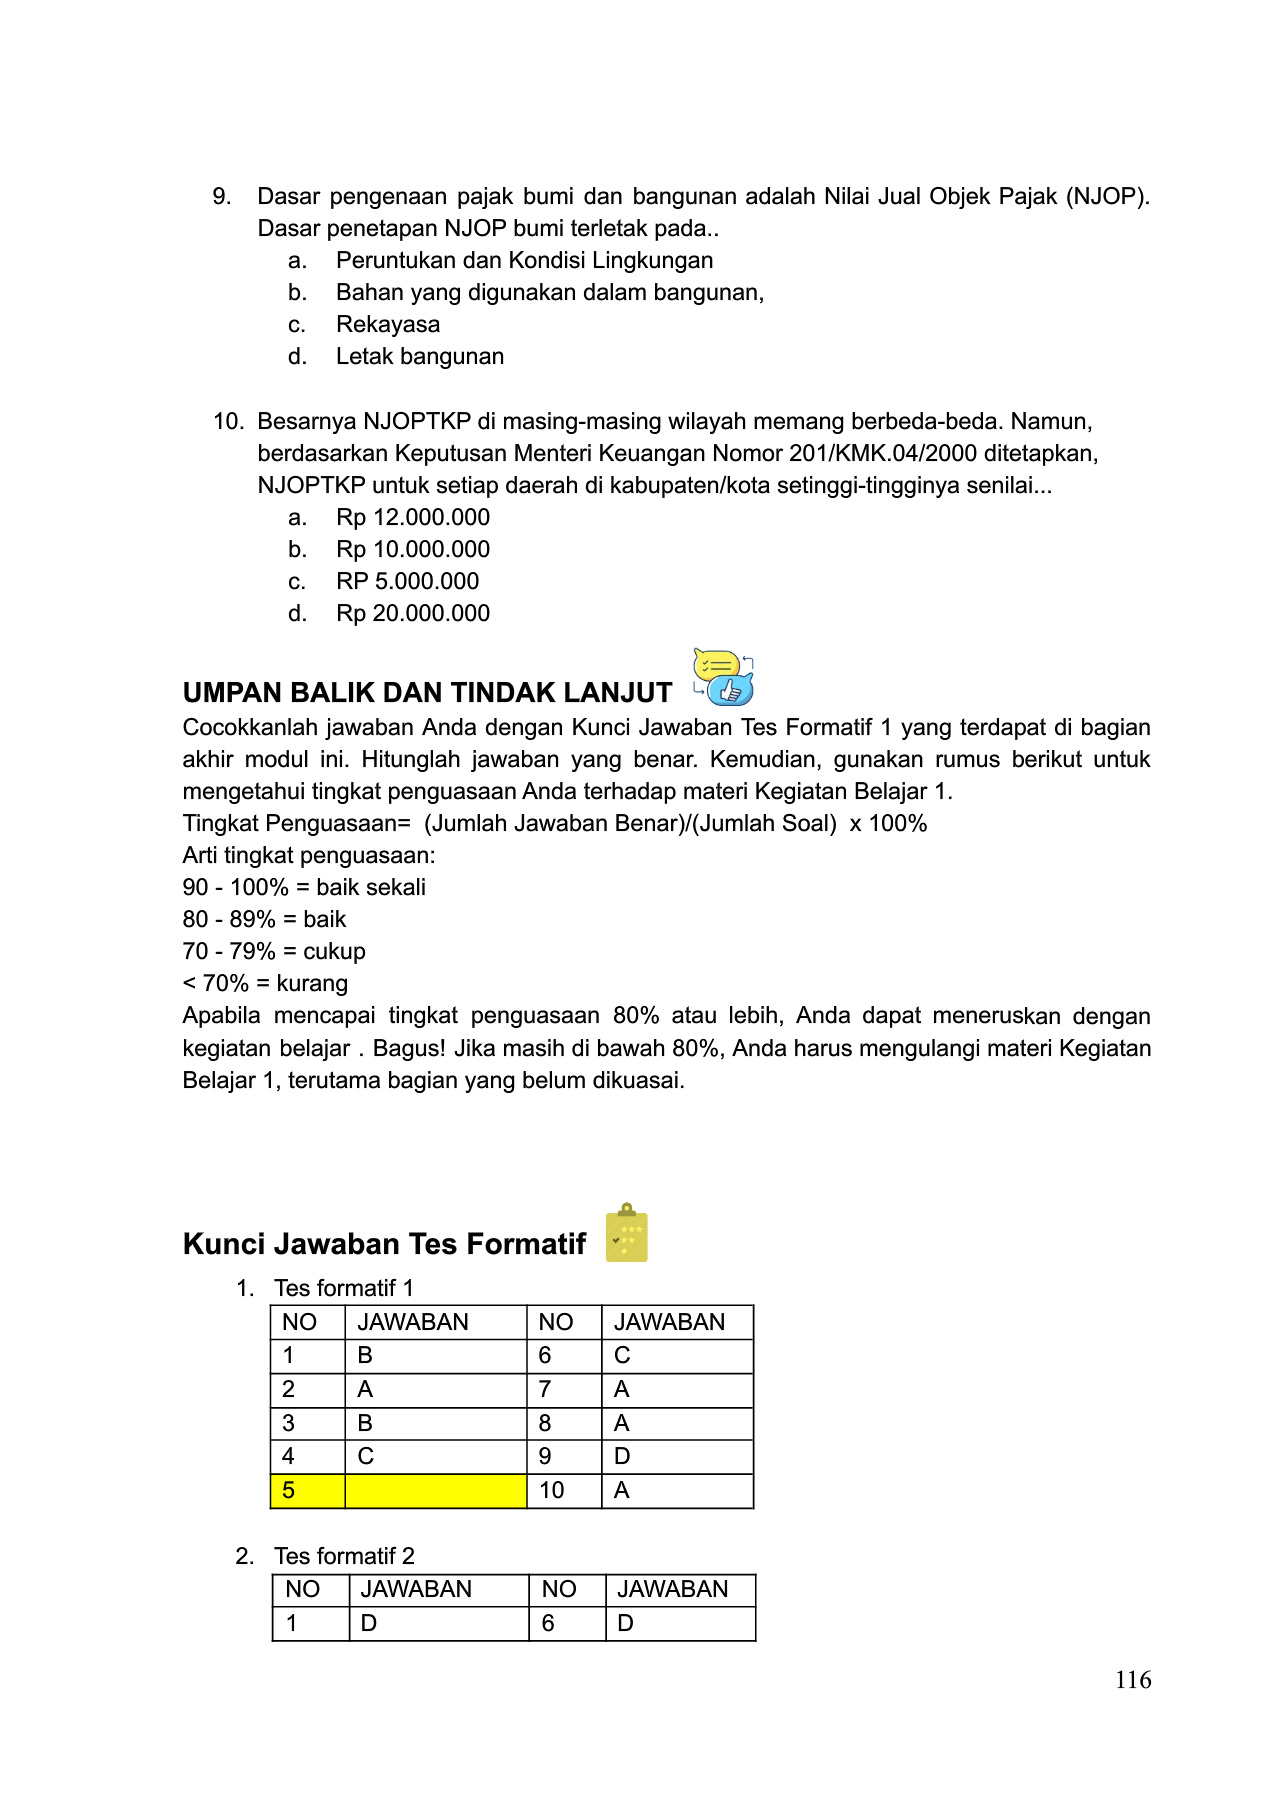 9. Dasar pengenaan pajak bumi dan bangunan adalah Nilai Jual Objek Pajak (NJOP).
Dasar penetapan NJOP bumi terletak pada..
a. Peruntukan dan Kondisi Lingkungan
b. Bahan yang digunakan dalam bangunan,
c. Rekayasa
d. Letak bangunan
10. Besarnya NJOPTKP di masing-masing wilayah memang berbeda-beda. Namun,
berdasarkan Keputusan Menteri Keuangan Nomor 201/KMK.04/2000 ditetapkan,
NJOPTKP untuk setiap daerah di kabupaten/kota setinggi-tingginya senilai...
a. Rp 12.000.000
b. Rp 10.000.000
c. RP 5.000.000
d. Rp 20.000.000
UMPAN BALIK DAN TINDAK LANJUT
Cocokkanlah jawaban Anda dengan Kunci Jawaban Tes Formatif 1 yang terdapat di bagian
akhir modul ini. Hitunglah jawaban yang benar. Kemudian, gunakan rumus berikut untuk
mengetahui tingkat penguasaan Anda terhadap materi Kegiatan Belajar 1.
Tingkat Penguasaan= (Jumlah Jawaban Benar)/(Jumlah Soal) x 100%
Arti tingkat penguasaan:
90 - 100% = baik sekali
80 - 89% = baik
70 - 79% = cukup
< 70% = kurang
Apabila mencapai tingkat penguasaan 80% atau lebih, Anda dapat meneruskan dengan
kegiatan belajar . Bagus! Jika masih di bawah 80%, Anda harus mengulangi materi Kegiatan
Belajar 1, terutama bagian yang belum dikuasai.
Kunci Jawaban Tes Formatif
1. Tes formatif 1
NO JAWABAN NO JAWABAN
1 B 6 C
2 A 7 A
3 B 8 A
4 C 9 D
5 10 A
2. Tes formatif 2
NO JAWABAN NO JAWABAN
1 D 6 D
116